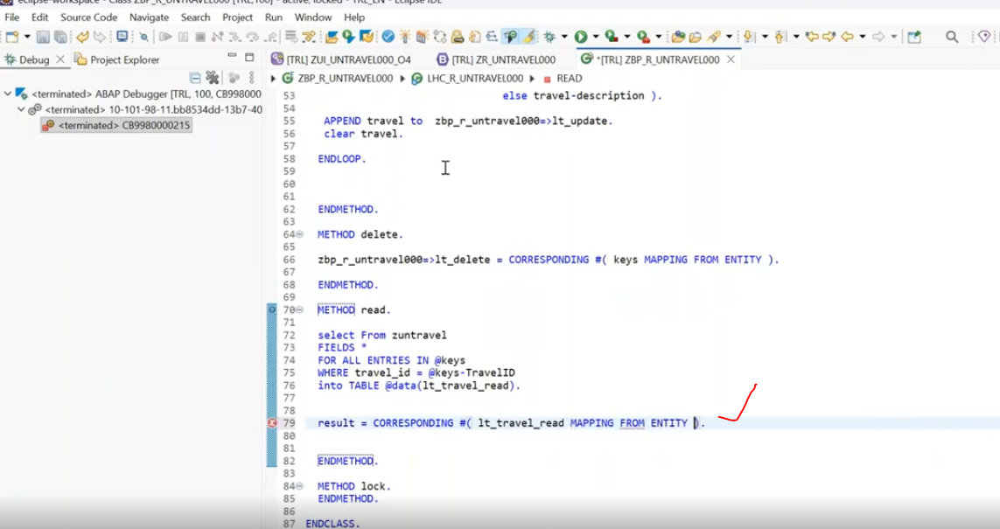 eclipse-workspace - Class ZBP_R_UNTRAVEL000 [TRL,100] - active, locked - TRL_EN - Eclipse IDE
File Edit Source Code Navigate Search Project Run Window Help
Debug Project Explorer
[TRL] ZUI_UNTRAVEL000_O4 [TRL] ZR_UNTRAVEL000 *[TRL] ZBP_R_UNTRAVEL000
ZBP_R_UNTRAVEL000 LHC_R_UNTRAVEL000 READ
<terminated> ABAP Debugger [TRL, 100, CB998000
<terminated> 10-101-98-11.bb8534dd-13b7-40
<terminated> CB9980000215
53 else travel-description ).
54
55 APPEND travel to zbp_r_untravel000=>lt_update.
56 clear travel.
57
58 ENDLOOP.
59
60
61
62 ENDMETHOD.
63
64 METHOD delete.
65
66 zbp_r_untravel000=>lt_delete = CORRESPONDING #( keys MAPPING FROM ENTITY ).
67
68 ENDMETHOD.
69
70 METHOD read.
71
72 select From zuntravel
73 FIELDS *
74 FOR ALL ENTRIES IN @keys
75 WHERE travel_id = @keys-TravelID
76 into TABLE @data(lt_travel_read).
77
78
79 result = CORRESPONDING #( lt_travel_read MAPPING FROM ENTITY ).
80
81
82 ENDMETHOD.
83
84 METHOD lock.
85 ENDMETHOD.
86
87 ENDCLASS.